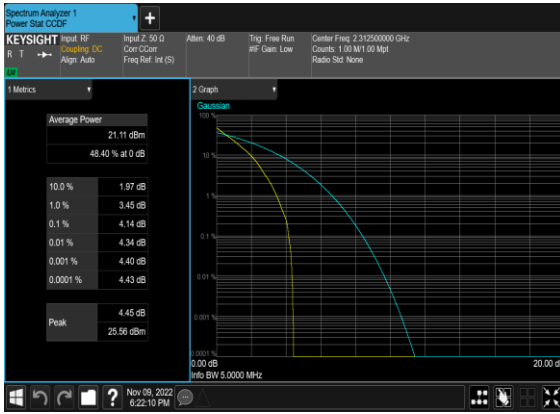 Spectrum Analyzer 1
Power Stat CCDF
KEYSIGHT
R T
LXI
Input: RF
Coupling: DC
Align: Auto
Input Z: 50 Ω
Corr CCorr
Freq Ref: Int (S)
Atten: 40 dB
Trig: Free Run
#IF Gain: Low
Center Freq: 2.312500000 GHz
Counts: 1.00 M/1.00 Mpt
Radio Std: None
1 Metrics
Average Power
21.11 dBm
48.40 % at 0 dB
10.0 % 1.97 dB
1.0 % 3.45 dB
0.1 % 4.14 dB
0.01 % 4.34 dB
0.001 % 4.40 dB
0.0001 % 4.43 dB
Peak
4.45 dB
25.56 dBm
2 Graph
Gaussian
100 %
10 %
1 %
0.1 %
0.01 %
0.001 %
0.0001 %
0.00 dB
20.00 d
Info BW 5.0000 MHz
?
Nov 09, 2022
6:22:10 PM